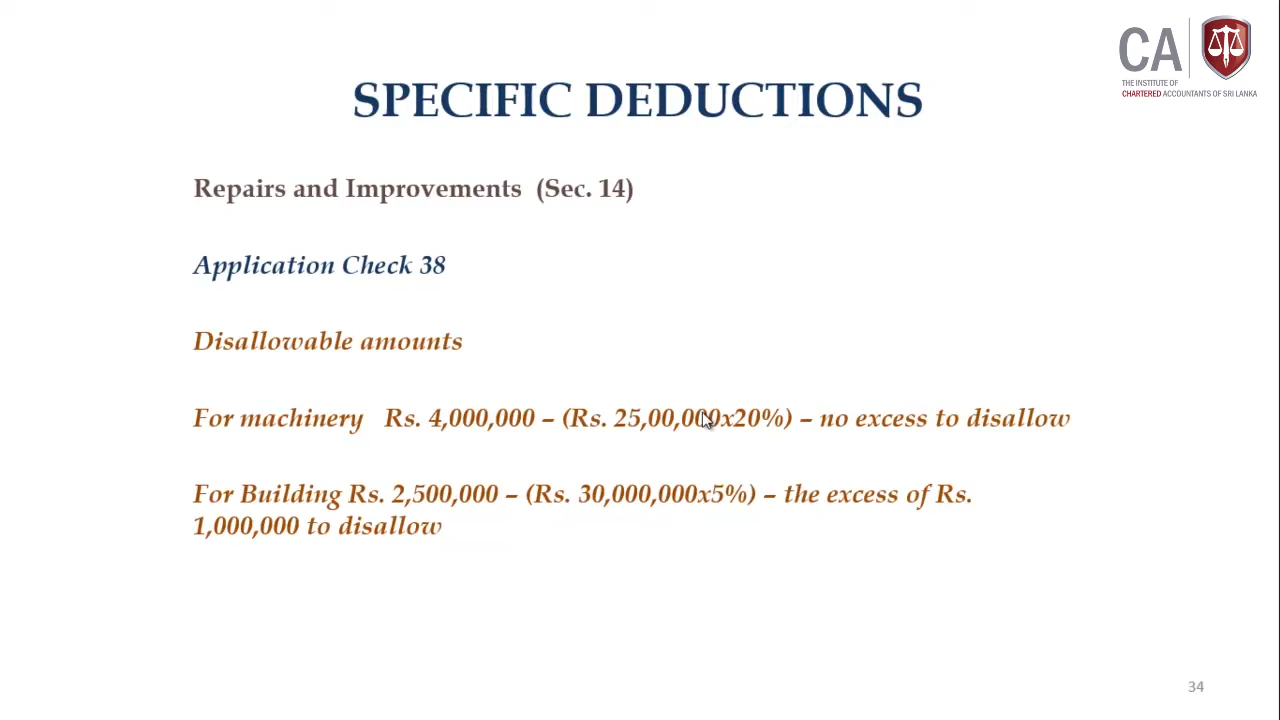 CA
THE INSTITUTE OF
CHARTERED ACCOUNTANTS OF SRI LANKA
SPECIFIC DEDUCTIONS
Repairs and Improvements (Sec. 14)
Application Check 38
Disallowable amounts
For machinery Rs. 4,000,000 – (Rs. 25,00,000x20%) – no excess to disallow
For Building Rs. 2,500,000 – (Rs. 30,000,000x5%) – the excess of Rs.
1,000,000 to disallow
34